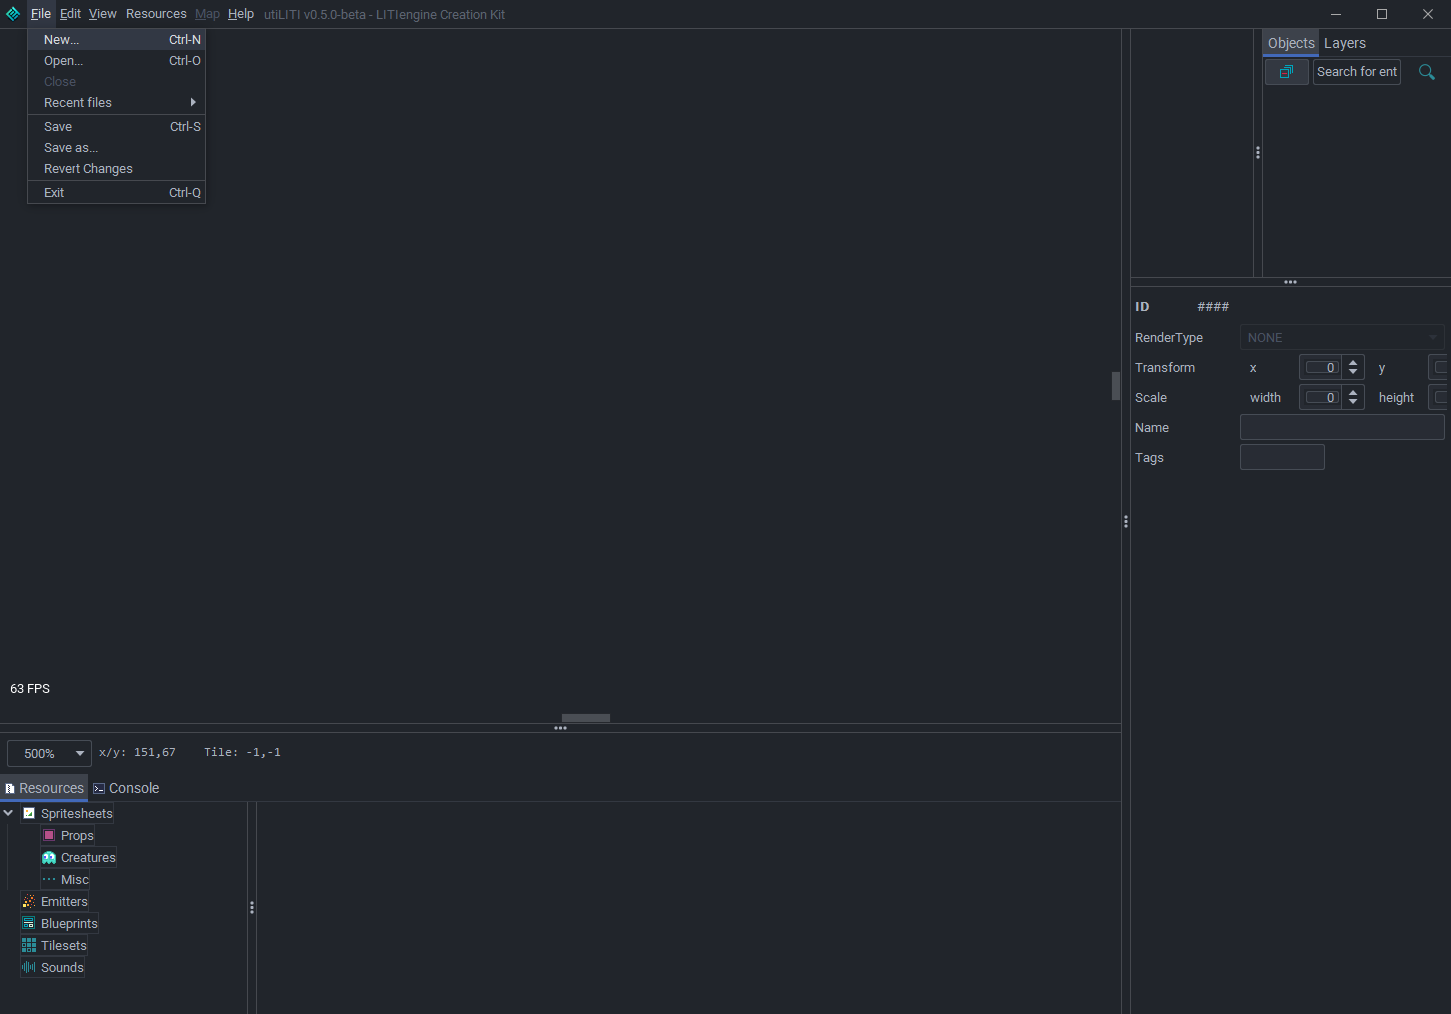 File Edit View Resources Map Help utiLITI v0.5.0-beta - LITIengine Creation Kit
New... Ctrl-N
Open... Ctrl-O
Close
Recent files
Save Ctrl-S
Save as...
Revert Changes
Exit Ctrl-Q
Objects Layers
Search for ent
ID ####
RenderType NONE
Transform x 0 y
Scale width 0 height
Name
Tags
63 FPS
500% x/y: 151,67 Tile: -1,-1
Resources Console
Spritesheets
Props
Creatures
Misc
Emitters
Blueprints
Tilesets
Sounds